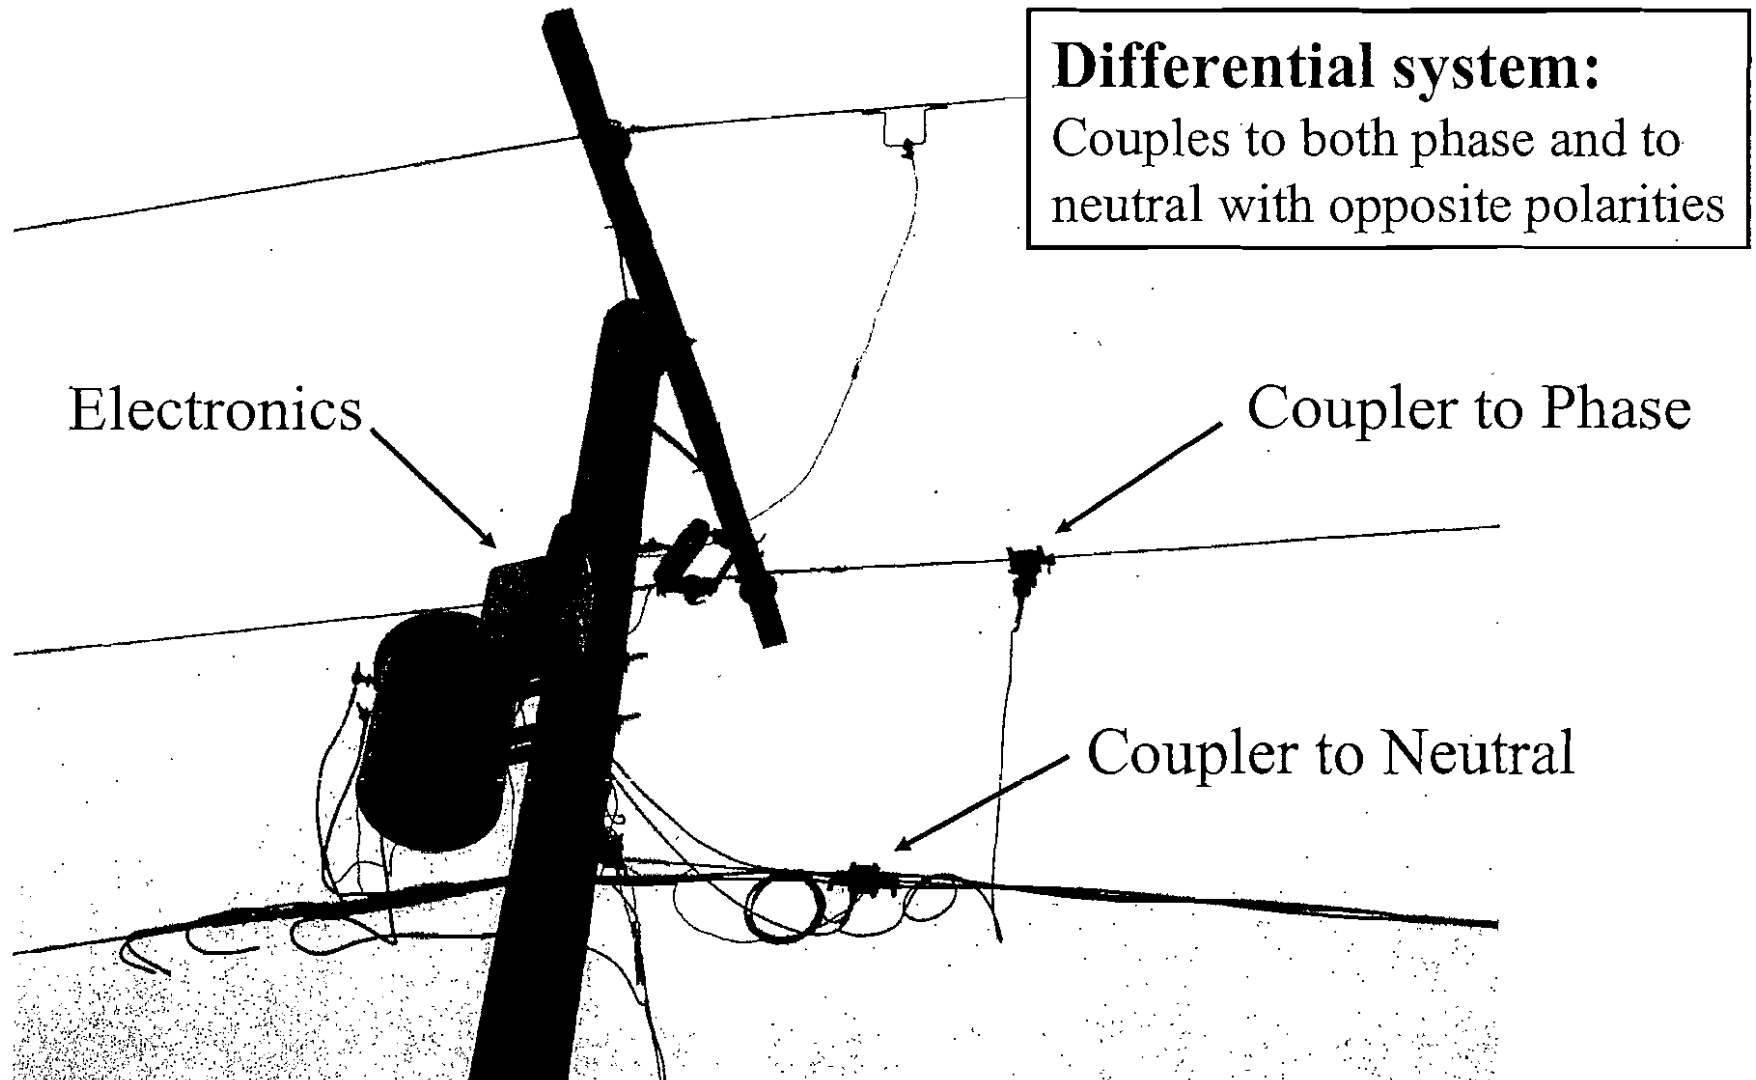 Differential system:
Couples to both phase and to
neutral with opposite polarities
Electronics
Coupler to Phase
Coupler to Neutral